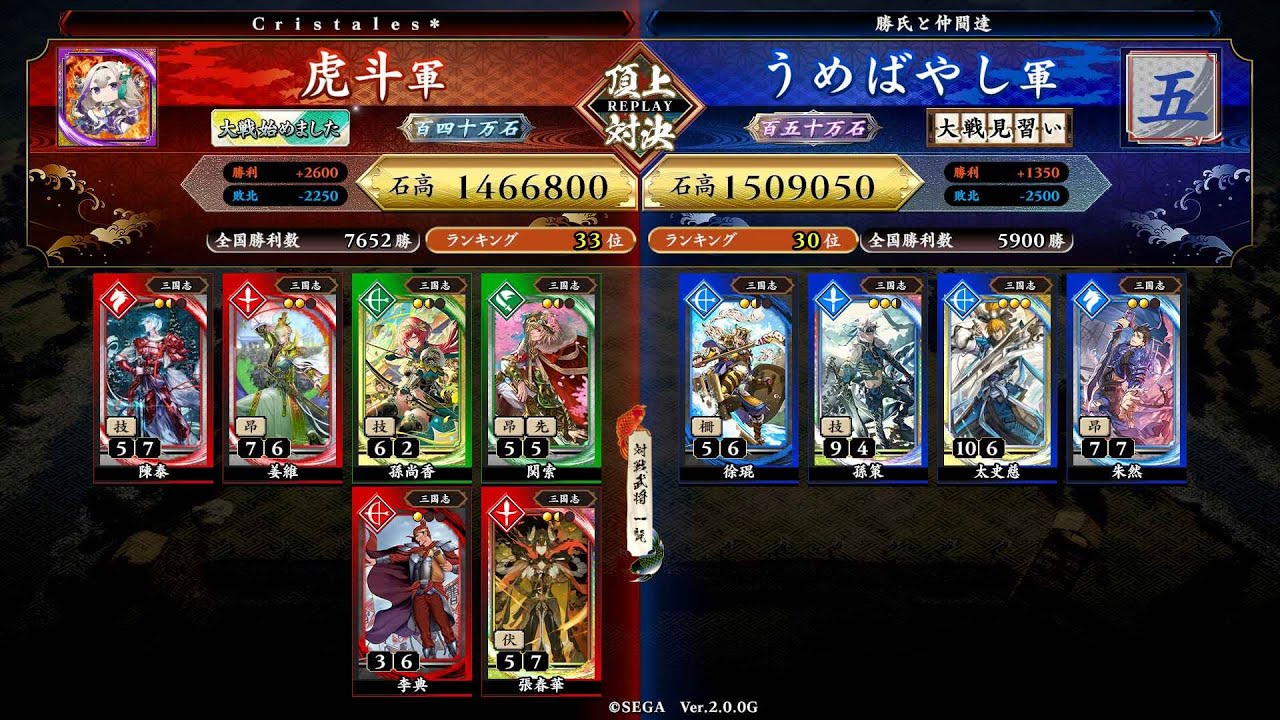 Cristales*
勝氏と仲間達
虎斗軍
頂上
REPLAY
対決
うめばやし軍
五
大戦始めました
百四十万石
百五十万石
大戦見習い
勝利 +2600
敗北 -2250
石高 1466800
石高 1509050
勝利 +1350
敗北 -2500
全国勝利数 7652勝
ランキング 33位
ランキング 30位
全国勝利数 5900勝
三国志 三国志 三国志 三国志 三国志 三国志 三国志 三国志
技 昂 技 昂 先 柵 技 昂
5 7 7 6 6 2 5 5 5 6 9 4 10 6 7 7
陳泰 姜維 孫尚香 関索 徐琨 孫策 太史慈 朱然
対戦武将一覧
三国志 三国志
伏
3 6 5 7
李典 張春華
©SEGA Ver.2.0.0G